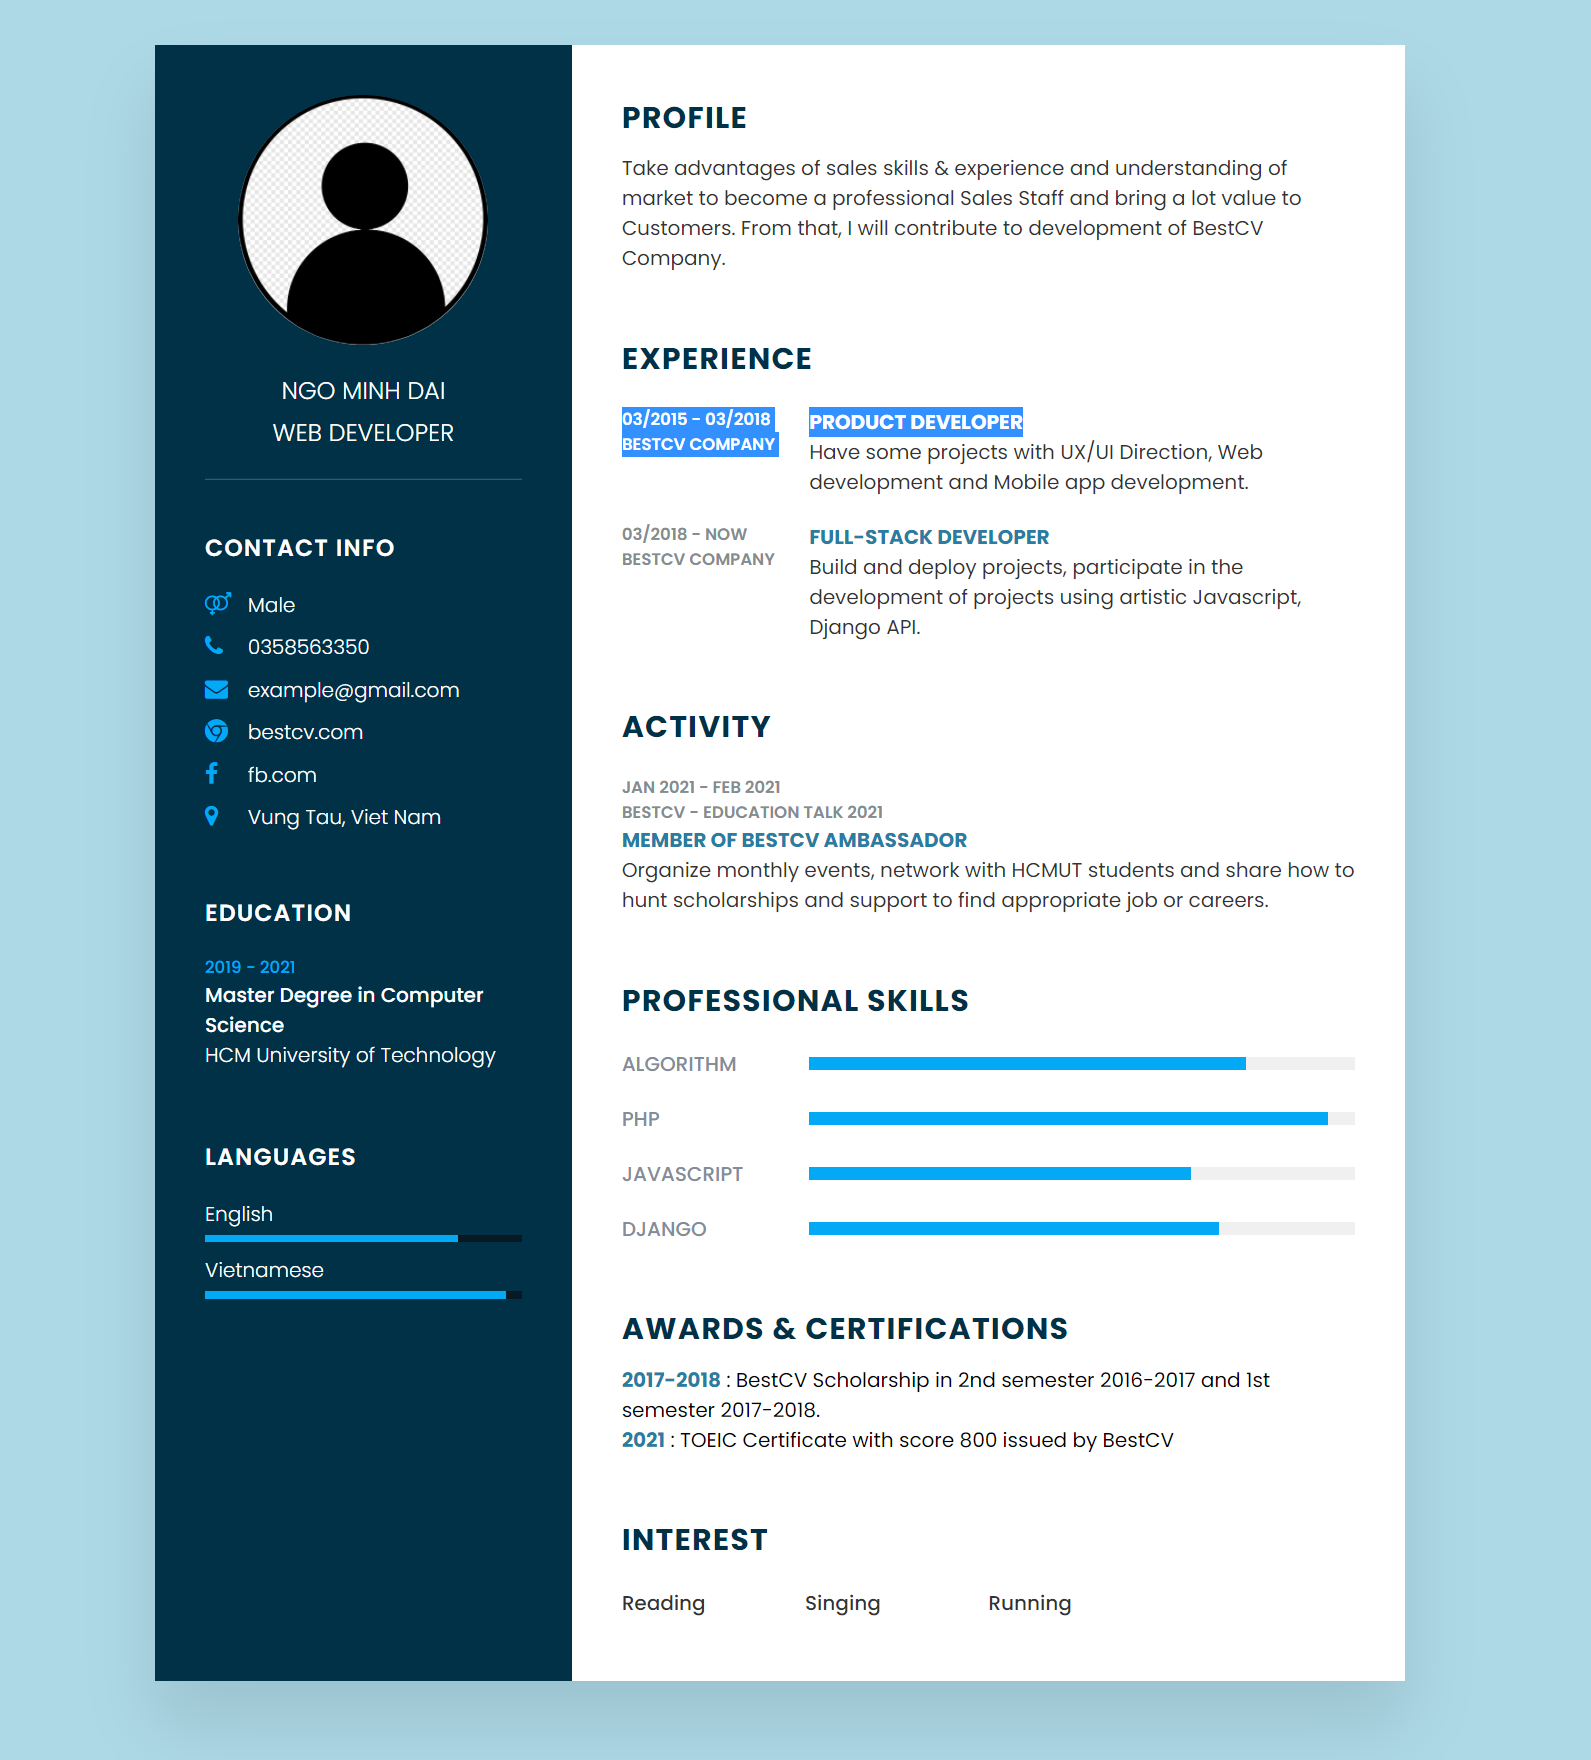 NGO MINH DAI
WEB DEVELOPER
CONTACT INFO
Male
0358563350
example@gmail.com
bestcv.com
fb.com
Vung Tau, Viet Nam
EDUCATION
2019 - 2021
Master Degree in Computer
Science
HCM University of Technology
LANGUAGES
English
Vietnamese
PROFILE
Take advantages of sales skills & experience and understanding of
market to become a professional Sales Staff and bring a lot value to
Customers. From that, I will contribute to development of BestCV
Company.
EXPERIENCE
03/2015 - 03/2018
BESTCV COMPANY
PRODUCT DEVELOPER
Have some projects with UX/UI Direction, Web
development and Mobile app development.
03/2018 - NOW
BESTCV COMPANY
FULL-STACK DEVELOPER
Build and deploy projects, participate in the
development of projects using artistic Javascript,
Django API.
ACTIVITY
JAN 2021 - FEB 2021
BESTCV - EDUCATION TALK 2021
MEMBER OF BESTCV AMBASSADOR
Organize monthly events, network with HCMUT students and share how to
hunt scholarships and support to find appropriate job or careers.
PROFESSIONAL SKILLS
ALGORITHM
PHP
JAVASCRIPT
DJANGO
AWARDS & CERTIFICATIONS
2017-2018 : BestCV Scholarship in 2nd semester 2016-2017 and 1st
semester 2017-2018.
2021 : TOEIC Certificate with score 800 issued by BestCV
INTEREST
Reading Singing Running